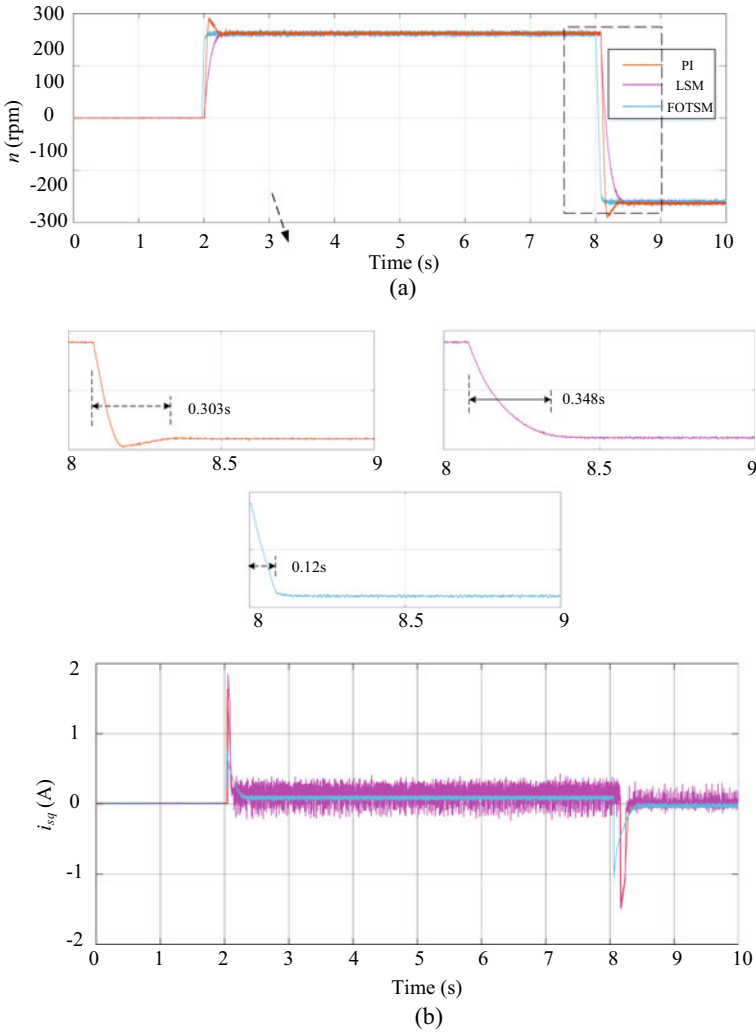 300
200
100
0
-100
-200
-300
n (rpm)
PI
LSM
FOTSM
0 1 2 3 4 5 6 7 8 9 10
Time (s)
(a)
0.303s
8 8.5 9
0.348s
8 8.5 9
0.12s
8 8.5 9
2
1
0
-1
-2
isq (A)
0 1 2 3 4 5 6 7 8 9 10
Time (s)
(b)